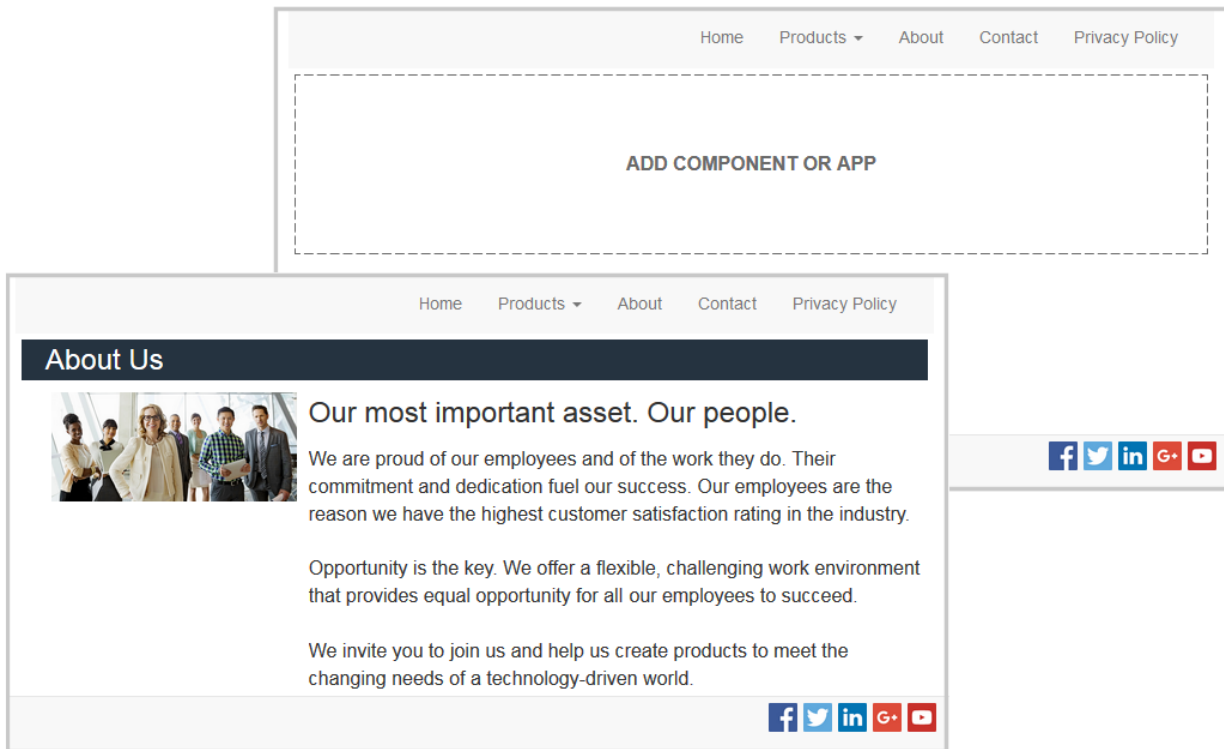 Home Products About Contact Privacy Policy
ADD COMPONENT OR APP
f in G+
Home Products About Contact Privacy Policy
About Us
Our most important asset. Our people.
We are proud of our employees and of the work they do. Their
commitment and dedication fuel our success. Our employees are the
reason we have the highest customer satisfaction rating in the industry.
Opportunity is the key. We offer a flexible, challenging work environment
that provides equal opportunity for all our employees to succeed.
We invite you to join us and help us create products to meet the
changing needs of a technology-driven world.
f in G+